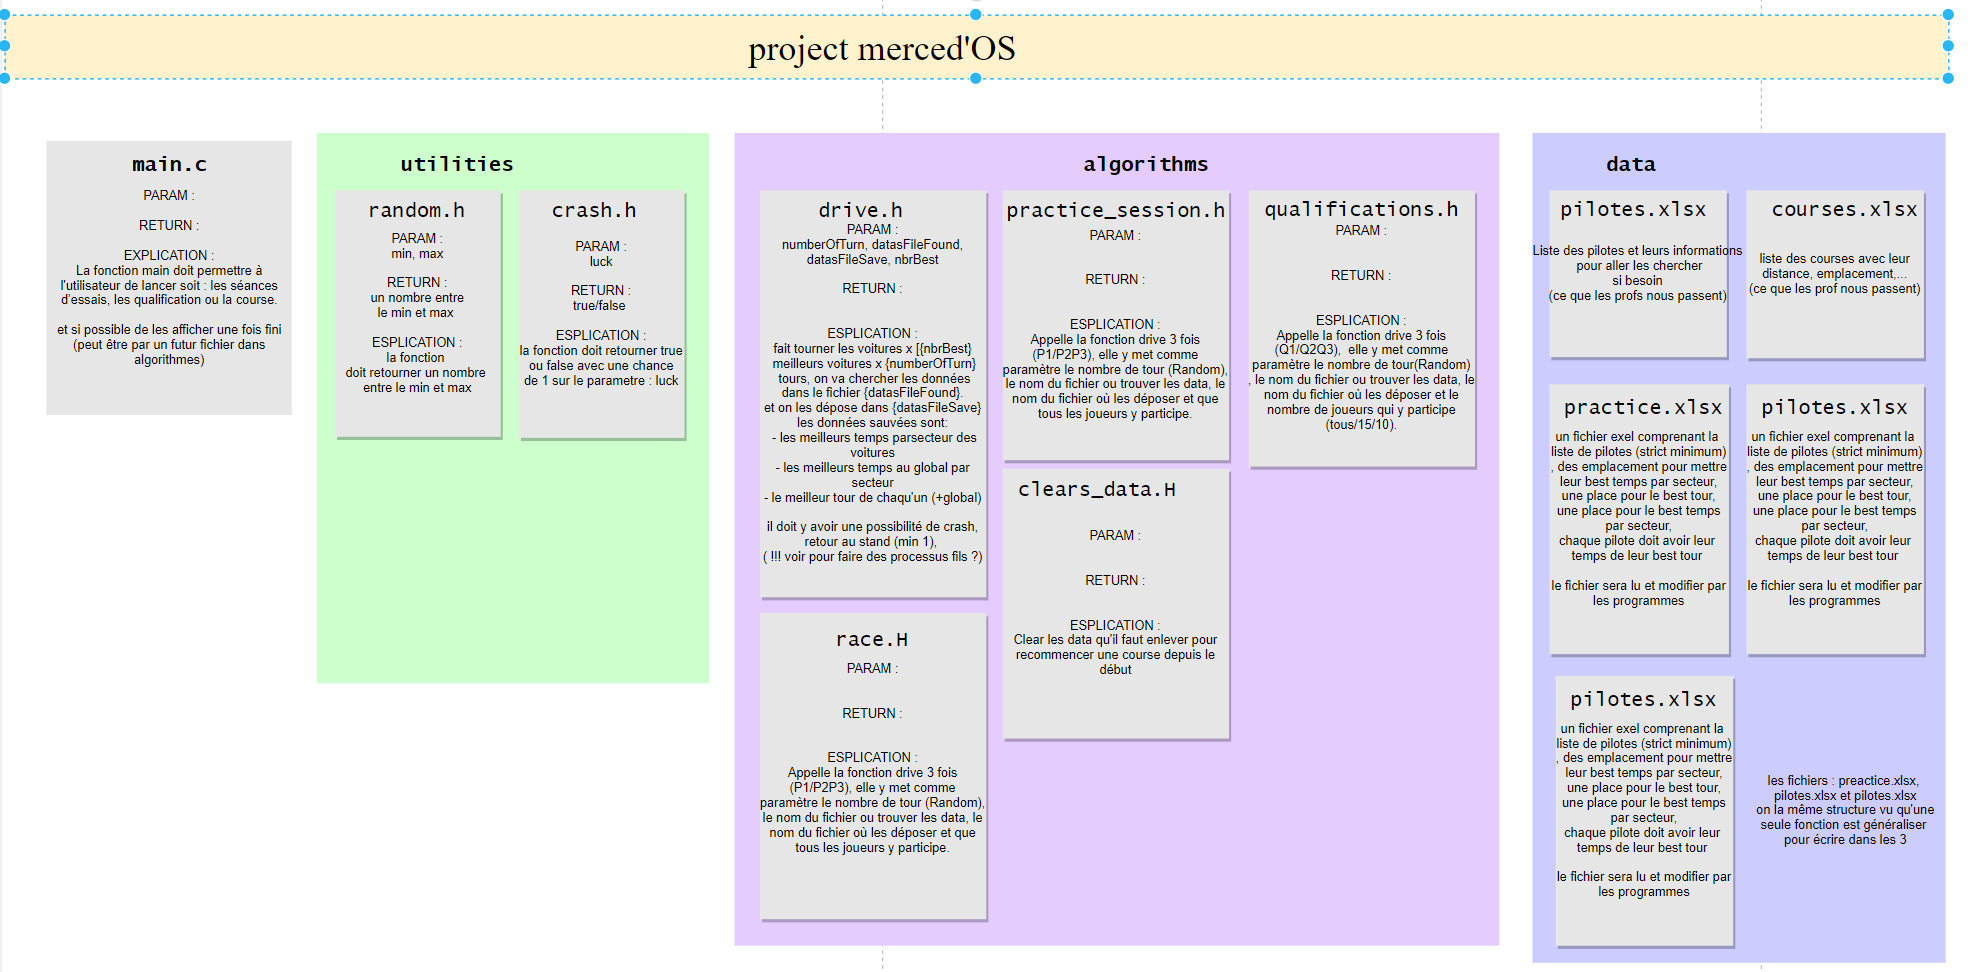 project merced'OS
main.c
PARAM :
RETURN :
EXPLICATION :
La fonction main doit permettre à
l'utilisateur de lancer soit : les séances
d'essais, les qualification ou la course.
et si possible de les afficher une fois fini
(peut être par un futur fichier dans
algorithmes)
utilities
random.h
PARAM :
min, max
RETURN :
un nombre entre
le min et max
ESPLICATION :
la fonction
doit retourner un nombre
entre le min et max
crash.h
PARAM :
luck
RETURN :
true/false
ESPLICATION :
la fonction doit retourner true
ou false avec une chance
de 1 sur le parametre : luck
algorithms
drive.h
PARAM :
numberOfTurn, datasFileFound,
datasFileSave, nbrBest
RETURN :
ESPLICATION :
fait tourner les voitures x [{nbrBest}
meilleurs voitures x {numberOfTurn}
tours, on va chercher les données
dans le fichier {datasFileFound}.
et on les dépose dans {datasFileSave}
les données sauvées sont:
- les meilleurs temps parsecteur des
voitures
- les meilleurs temps au global par
secteur
- le meilleur tour de chaqu'un (+global)
il doit y avoir une possibilité de crash,
retour au stand (min 1),
( !!! voir pour faire des processus fils ?)
practice_session.h
PARAM :
RETURN :
ESPLICATION :
Appelle la fonction drive 3 fois
(P1/P2P3), elle y met comme
paramètre le nombre de tour (Random),
le nom du fichier ou trouver les data, le
nom du fichier où les déposer et que
tous les joueurs y participe.
qualifications.h
PARAM :
RETURN :
ESPLICATION :
Appelle la fonction drive 3 fois
(Q1/Q2Q3),  elle y met comme
paramètre le nombre de tour(Random)
, le nom du fichier ou trouver les data, le
nom du fichier où les déposer et le
nombre de joueurs qui y participe
(tous/15/10).
clears_data.H
PARAM :
RETURN :
ESPLICATION :
Clear les data qu'il faut enlever pour
recommencer une course depuis le
début
race.H
PARAM :
RETURN :
ESPLICATION :
Appelle la fonction drive 3 fois
(P1/P2P3), elle y met comme
paramètre le nombre de tour (Random),
le nom du fichier ou trouver les data, le
nom du fichier où les déposer et que
tous les joueurs y participe.
data
pilotes.xlsx
Liste des pilotes et leurs informations
pour aller les chercher
si besoin
(ce que les profs nous passent)
courses.xlsx
liste des courses avec leur
distance, emplacement,...
(ce que les prof nous passent)
practice.xlsx
un fichier exel comprenant la
liste de pilotes (strict minimum)
, des emplacement pour mettre
leur best temps par secteur,
une place pour le best tour,
une place pour le best temps
par secteur,
chaque pilote doit avoir leur
temps de leur best tour
le fichier sera lu et modifier par
les programmes
pilotes.xlsx
un fichier exel comprenant la
liste de pilotes (strict minimum)
, des emplacement pour mettre
leur best temps par secteur,
une place pour le best tour,
une place pour le best temps
par secteur,
chaque pilote doit avoir leur
temps de leur best tour
le fichier sera lu et modifier par
les programmes
pilotes.xlsx
un fichier exel comprenant la
liste de pilotes (strict minimum)
, des emplacement pour mettre
leur best temps par secteur,
une place pour le best tour,
une place pour le best temps
par secteur,
chaque pilote doit avoir leur
temps de leur best tour
le fichier sera lu et modifier par
les programmes
les fichiers : preactice.xlsx,
pilotes.xlsx et pilotes.xlsx
on la même structure vu qu'une
seule fonction est généraliser
pour écrire dans les 3